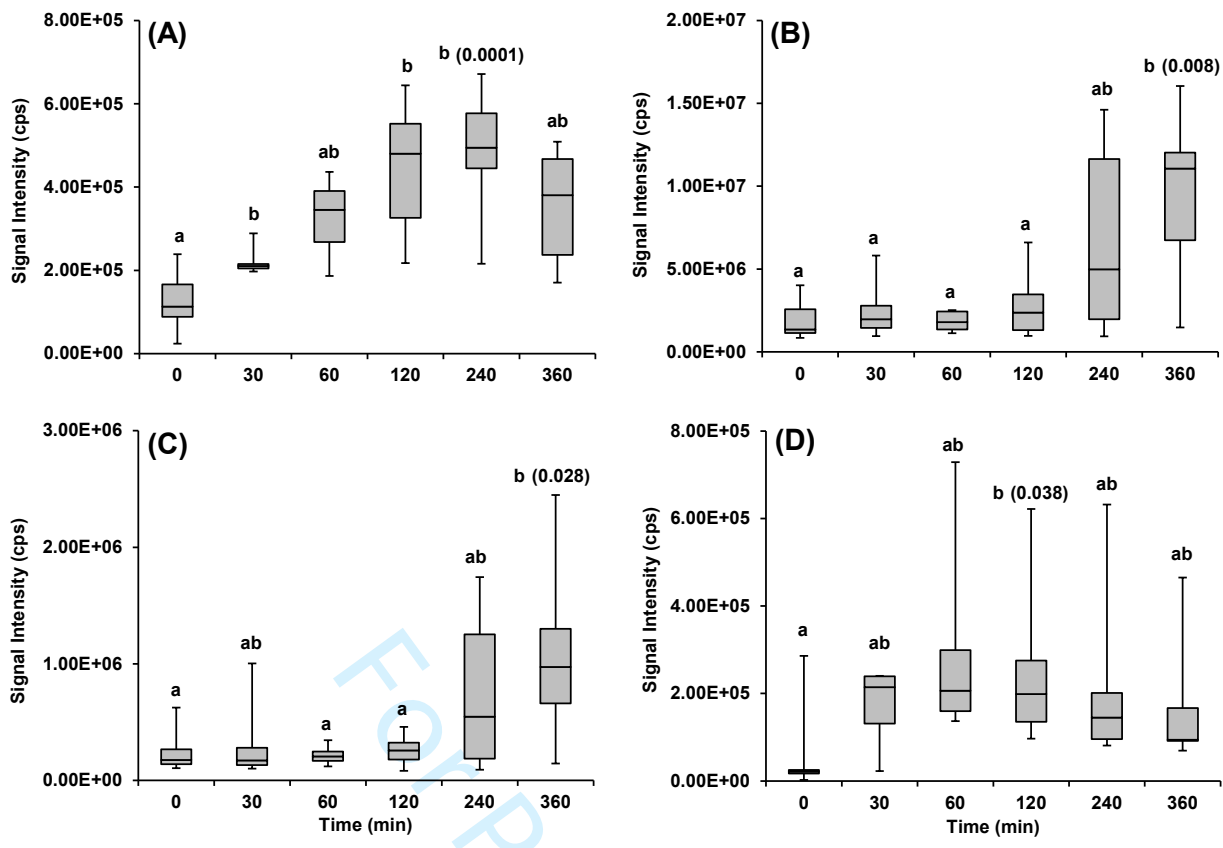 (A)
8.00E+05
6.00E+05
4.00E+05
2.00E+05
0.00E+00
Signal Intensity (cps)
a
b
ab
b
b (0.0001)
ab
0 30 60 120 240 360
(B)
2.00E+07
1.50E+07
1.00E+07
5.00E+06
0.00E+00
Signal Intensity (cps)
a
a
a
a
ab
b (0.008)
0 30 60 120 240 360
(C)
3.00E+06
2.00E+06
1.00E+06
0.00E+00
Signal Intensity (cps)
a
ab
a
a
ab
b (0.028)
0 30 60 120 240 360
Time (min)
(D)
8.00E+05
6.00E+05
4.00E+05
2.00E+05
0.00E+00
Signal Intensity (cps)
a
ab
ab
b (0.038)
ab
ab
0 30 60 120 240 360
Time (min)
For P